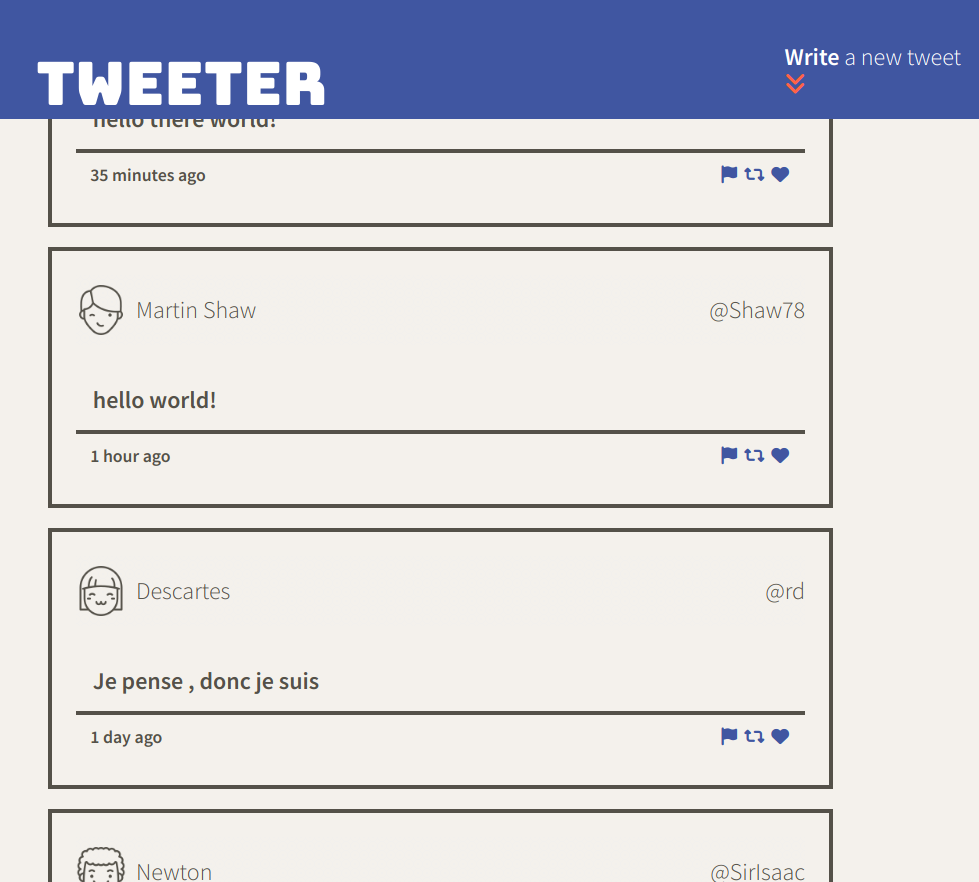 TWEETER
Write a new tweet
hello there world!
35 minutes ago
Martin Shaw @Shaw78
hello world!
1 hour ago
Descartes @rd
Je pense , donc je suis
1 day ago
Newton @SirIsaac